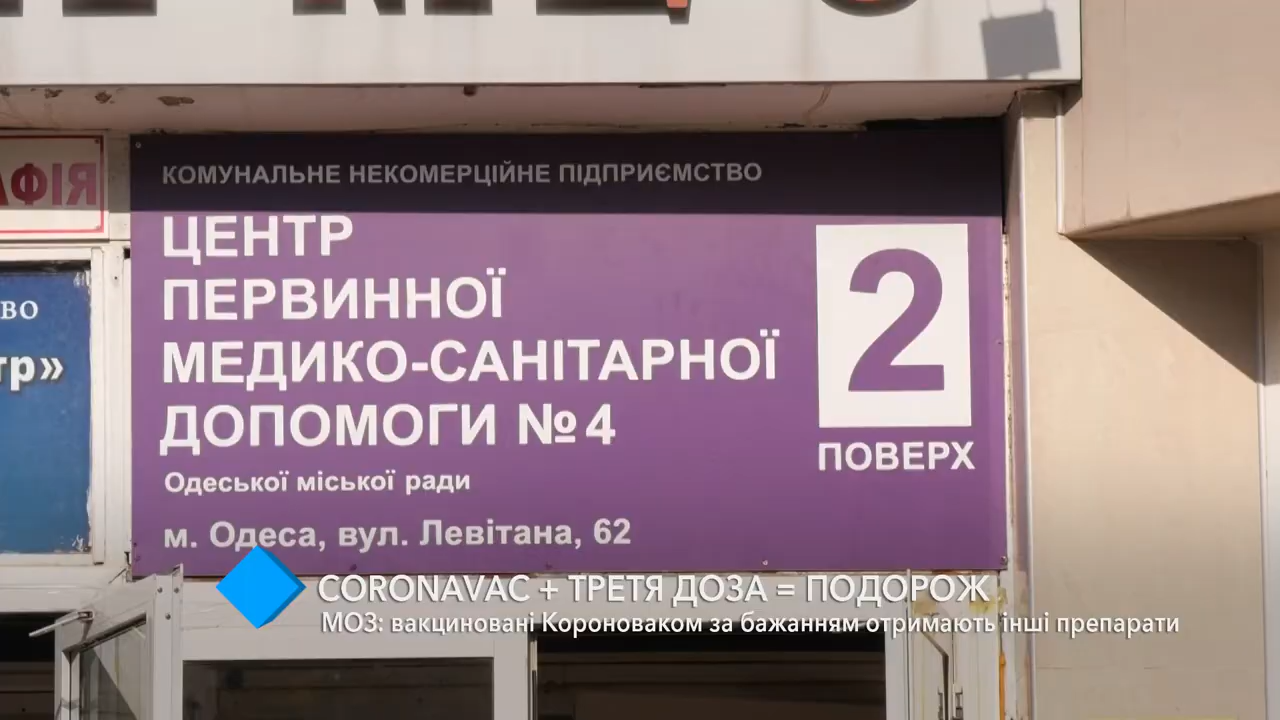 АФІЯ
КОМУНАЛЬНЕ НЕКОМЕРЦІЙНЕ ПІДПРИЄМСТВО
ЦЕНТР
ПЕРВИННОЇ
МЕДИКО-САНІТАРНОЇ
ДОПОМОГИ №4
Одеської міської ради
м. Одеса, вул. Левітана, 62
2
ПОВЕРХ
ВО
тр»
CORONAVAC + ТРЕТЯ ДОЗА = ПОДОРОЖ
МОЗ: вакциновані Короноваком за бажанням отримають інші препарати